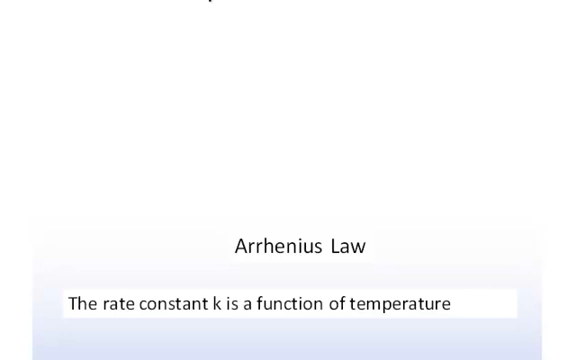 Arrhenius Law
The rate constant k is a function of temperature